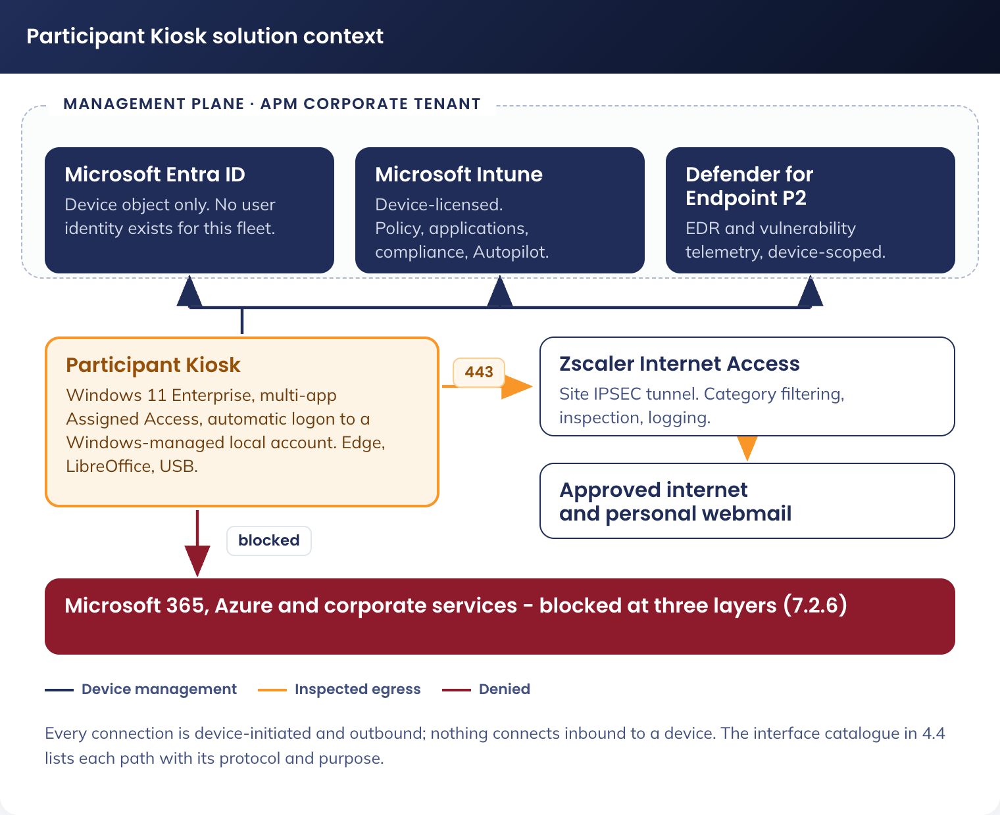 Participant Kiosk solution context
MANAGEMENT PLANE · APM CORPORATE TENANT
Microsoft Entra ID
Device object only. No user
identity exists for this fleet.
Microsoft Intune
Device-licensed.
Policy, applications,
compliance, Autopilot.
Defender for
Endpoint P2
EDR and vulnerability
telemetry, device-scoped.
Participant Kiosk
Windows 11 Enterprise, multi-app
Assigned Access, automatic logon to a
Windows-managed local account. Edge,
LibreOffice, USB.
443
Zscaler Internet Access
Site IPSEC tunnel. Category filtering,
inspection, logging.
Approved internet
and personal webmail
blocked
Microsoft 365, Azure and corporate services - blocked at three layers (7.2.6)
Device management
Inspected egress
Denied
Every connection is device-initiated and outbound; nothing connects inbound to a device. The interface catalogue in 4.4
lists each path with its protocol and purpose.